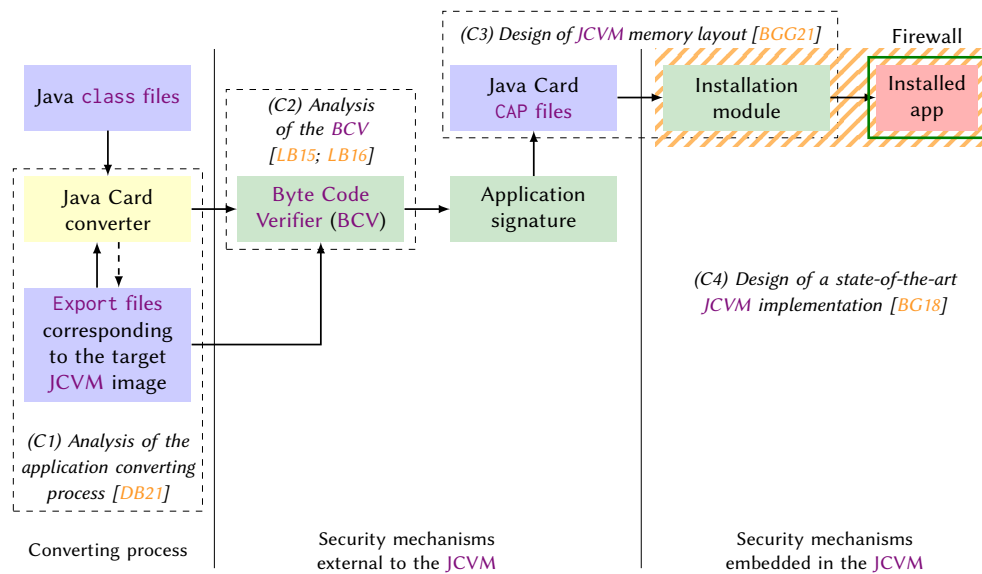 (C3) Design of JCVM memory layout [BGG21]
Firewall
Java class files
(C2) Analysis
of the BCV
[LB15; LB16]
Java Card
CAP files
Installation
module
Installed
app
Java Card
converter
Byte Code
Verifier (BCV)
Application
signature
Export files
corresponding
to the target
JCVM image
(C4) Design of a state-of-the-art
JCVM implementation [BG18]
(C1) Analysis of the
application converting
process [DB21]
Converting process
Security mechanisms
external to the JCVM
Security mechanisms
embedded in the JCVM